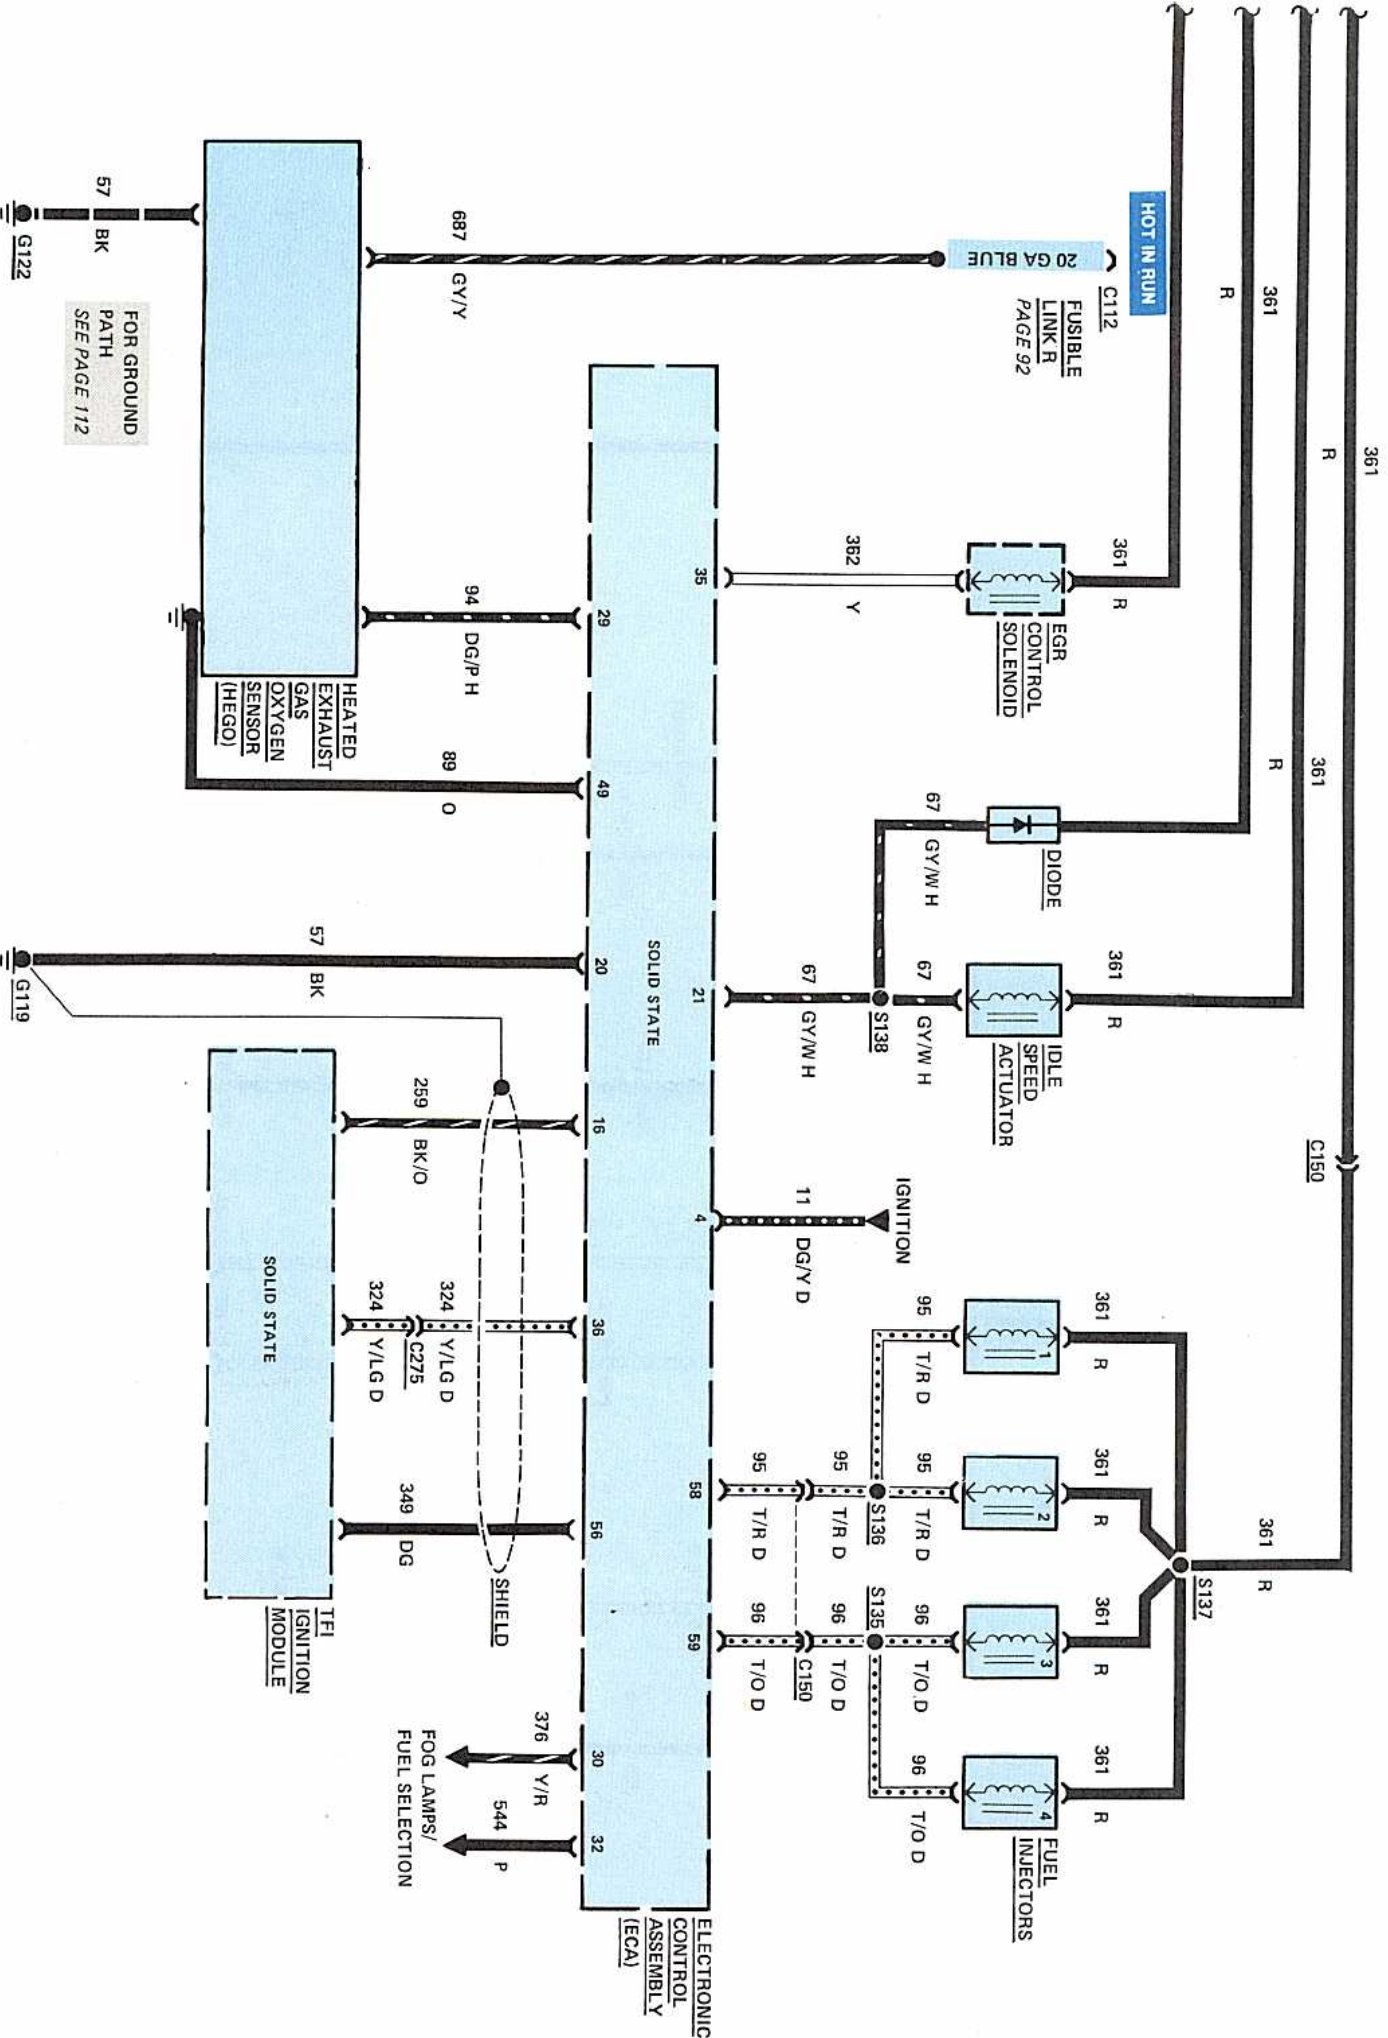 361
R
361
C150
R
361
361 R
R
S137
HOT IN RUN
361 R
361 R
361 R
361 R
361 R
361 R
C112
FUSIBLE
LINK R
PAGE 92
20 GA BLUE
EGR
CONTROL
SOLENOID
DIODE
IDLE
SPEED
ACTUATOR
1
2
3
4
FUEL
INJECTORS
67 GY/WH
67 GY/WH
95 T/R D
95 T/R D
96 T/O D
96 T/O D
IGNITION
S138
S136
S135
362 Y
67 GY/WH
11 DG/Y D
95 T/R D
96 T/O D
C150
95 T/R D
96 T/O D
35
21
4
58
59
ELECTRONIC
CONTROL
ASSEMBLY
(ECA)
SOLID STATE
29
49
20
16
36
56
30
32
687 GY/Y
94 DG/PH
89 O
SHIELD
376 Y/R
544 P
259 BK/O
324 Y/LG D
C275
324 Y/LG D
349 DG
FOG LAMPS/
FUEL SELECTION
HEATED
EXHAUST
GAS
OXYGEN
SENSOR
(HEGO)
57 BK
SOLID STATE
TFI
IGNITION
MODULE
57 BK
FOR GROUND
PATH
SEE PAGE 112
G122
G119